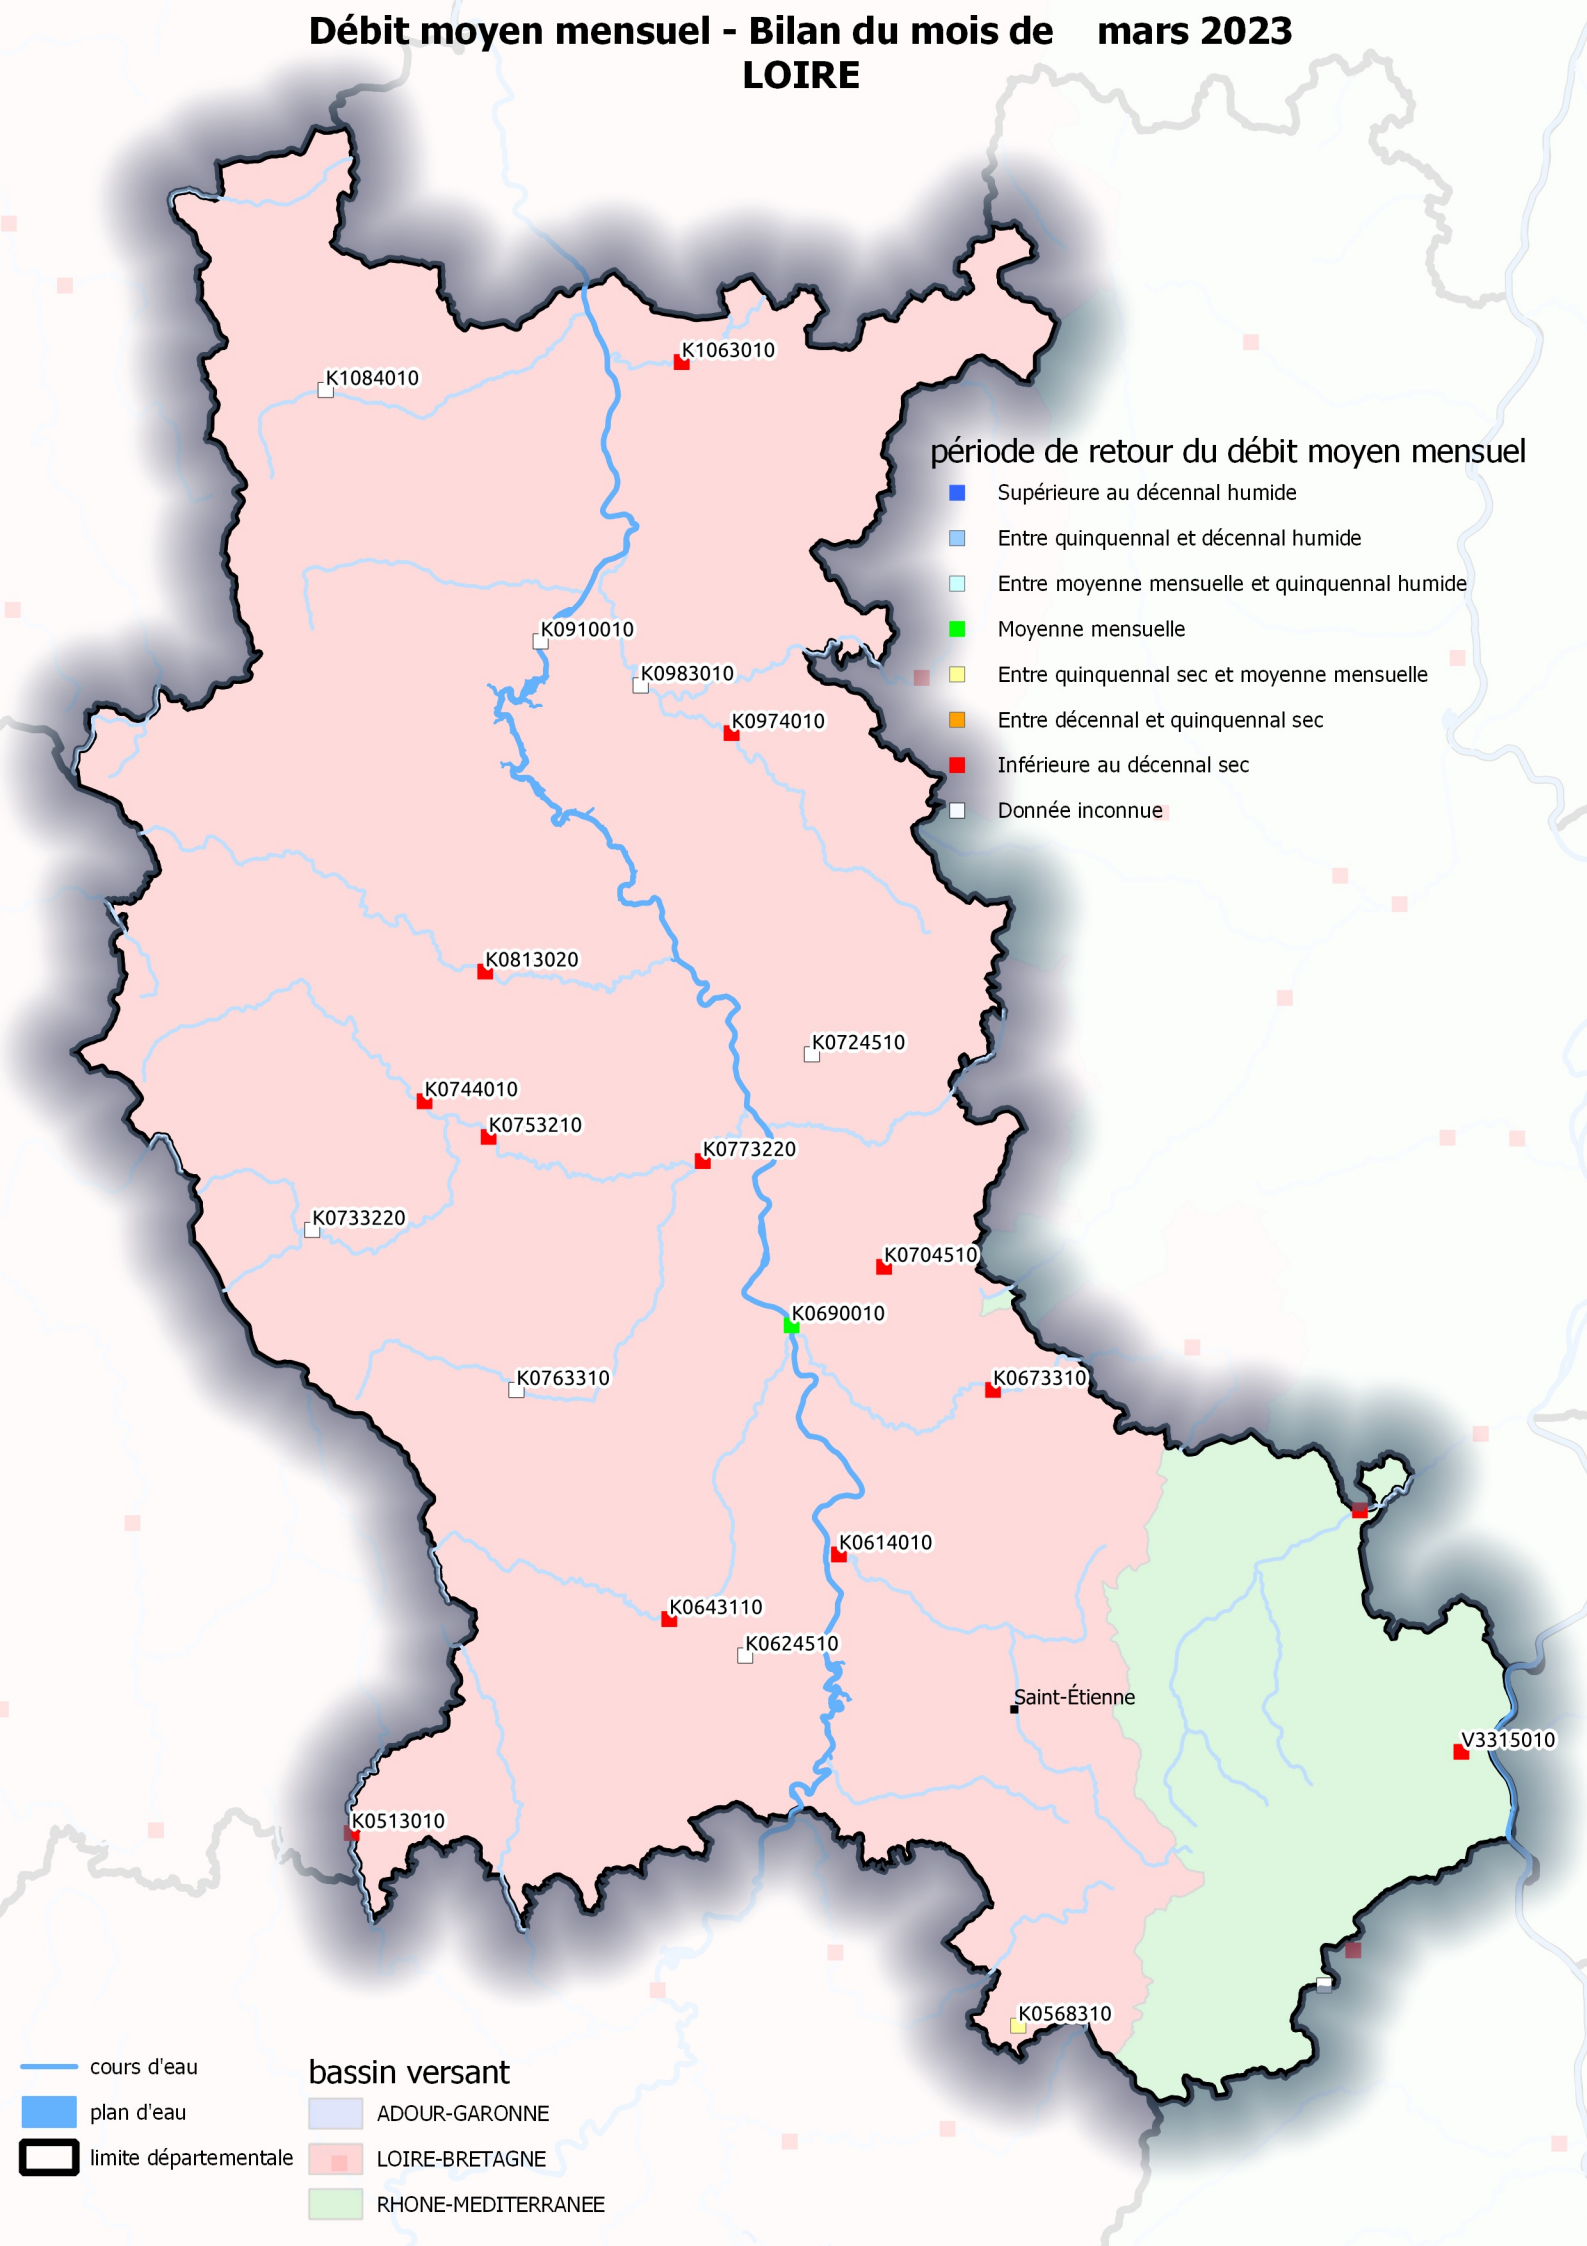 Débit moyen mensuel - Bilan du mois de mars 2023
LOIRE
K1063010
K1084010
période de retour du débit moyen mensuel
Supérieure au décennal humide
Entre quinquennal et décennal humide
Entre moyenne mensuelle et quinquennal humide
Moyenne mensuelle
Entre quinquennal sec et moyenne mensuelle
Entre décennal et quinquennal sec
Inférieure au décennal sec
Donnée inconnue
K0910010
K0983010
K0974010
K0813020
K0724510
K0744010
K0753210
K0773220
K0733220
K0704510
K0690010
K0763310
K0673310
K0614010
K0643110
K0624510
Saint-Étienne
V3315010
K0513010
K0568310
cours d'eau
plan d'eau
limite départementale
bassin versant
ADOUR-GARONNE
LOIRE-BRETAGNE
RHONE-MEDITERRANEE